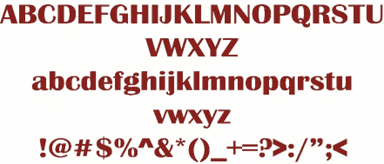 ABCDEFGHIJKLMNOPQRSTU
VWXYZ
abcdefghijklmnopqrstu
vwxyz
!@#$%^&*()_+=?>:/”;<